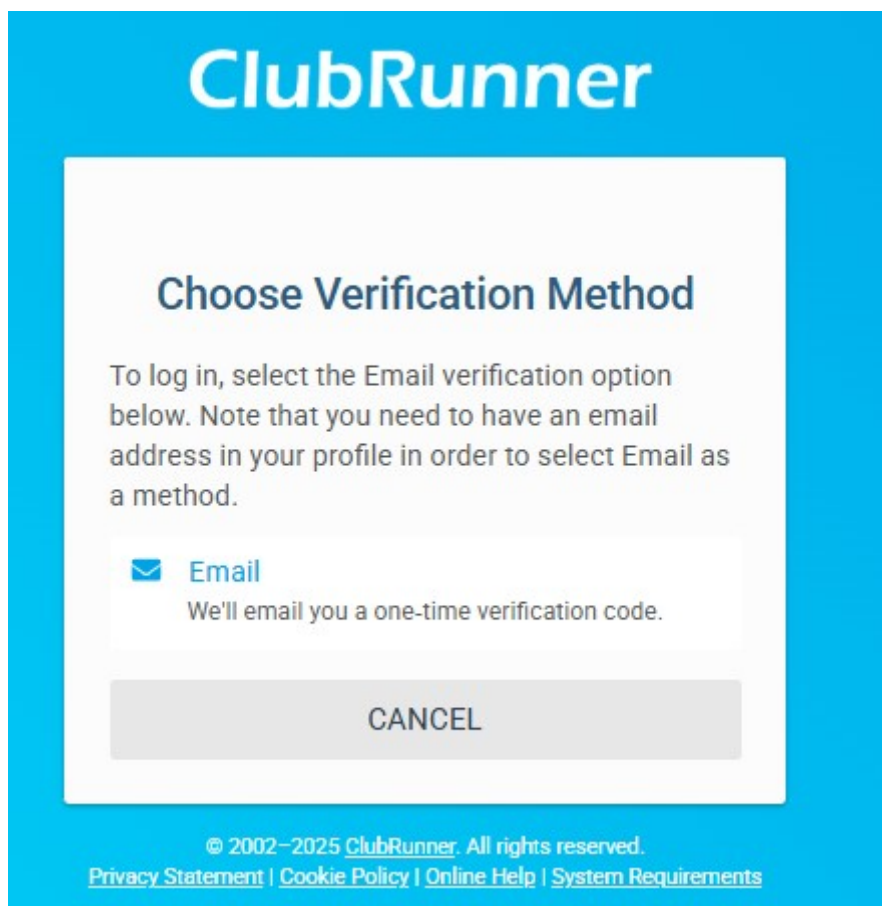 ClubRunner
Choose Verification Method
To log in, select the Email verification option
below. Note that you need to have an email
address in your profile in order to select Email as
a method.
Email
We'll email you a one-time verification code.
CANCEL
© 2002–2025 ClubRunner. All rights reserved.
Privacy Statement | Cookie Policy | Online Help | System Requirements